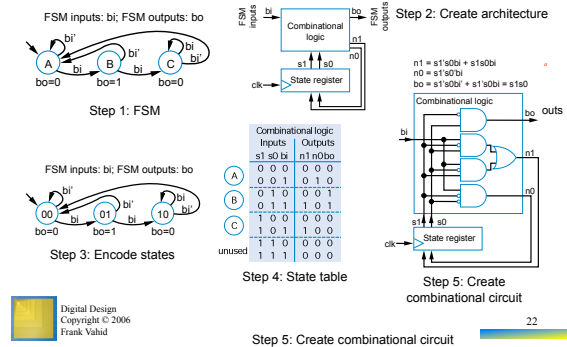 FSM inputs: bi; FSM outputs: bo
bi'
bi'
bi
bi'
A
B
C
bi
bi
bo=0
bo=1
bo=0
Step 1: FSM
FSM inputs
bi
Combinational logic
bo
FSM outputs
n1
n0
s1 s0
clk
State register
Step 2: Create architecture
n1 = s1's0bi + s1s0bi
n0 = s1's0'bi
bo = s1's0bi' + s1's0bi = s1s0
Combinational logic
bi
bo
outs
n1
n0
s1
s0
clk
State register
Step 5: Create
combinational circuit
FSM inputs: bi; FSM outputs: bo
bi'
bi'
bi
bi'
00
01
10
bi
bi
bo=0
bo=1
bo=0
Step 3: Encode states
Combinational logic
Inputs Outputs
s1 s0 bi n1 n0 bo
A
0 0 0 0 0 0
0 0 1 0 1 0
B
0 1 0 0 0 1
0 1 1 1 0 1
C
1 0 0 0 0 0
1 0 1 1 0 0
unused
1 1 0 0 0 0
1 1 1 0 0 0
Step 4: State table
Digital Design
Copyright © 2006
Frank Vahid
Step 5: Create combinational circuit
22